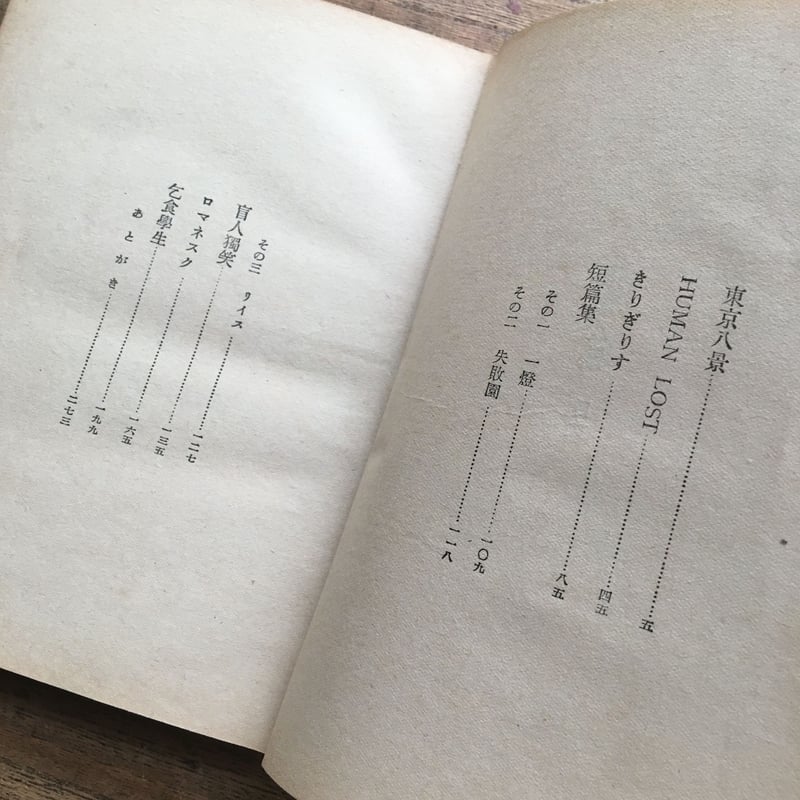 東京八景……五
HUMAN LOST……四五
きりぎりす……八五
短篇集
その一 一燈……一〇九
その二 失敗園……一一八
その三 リイズ……一二七
盲人獨笑……一三五
ロマネスク……一六五
乞食學生……一九九
あとがき……二七三